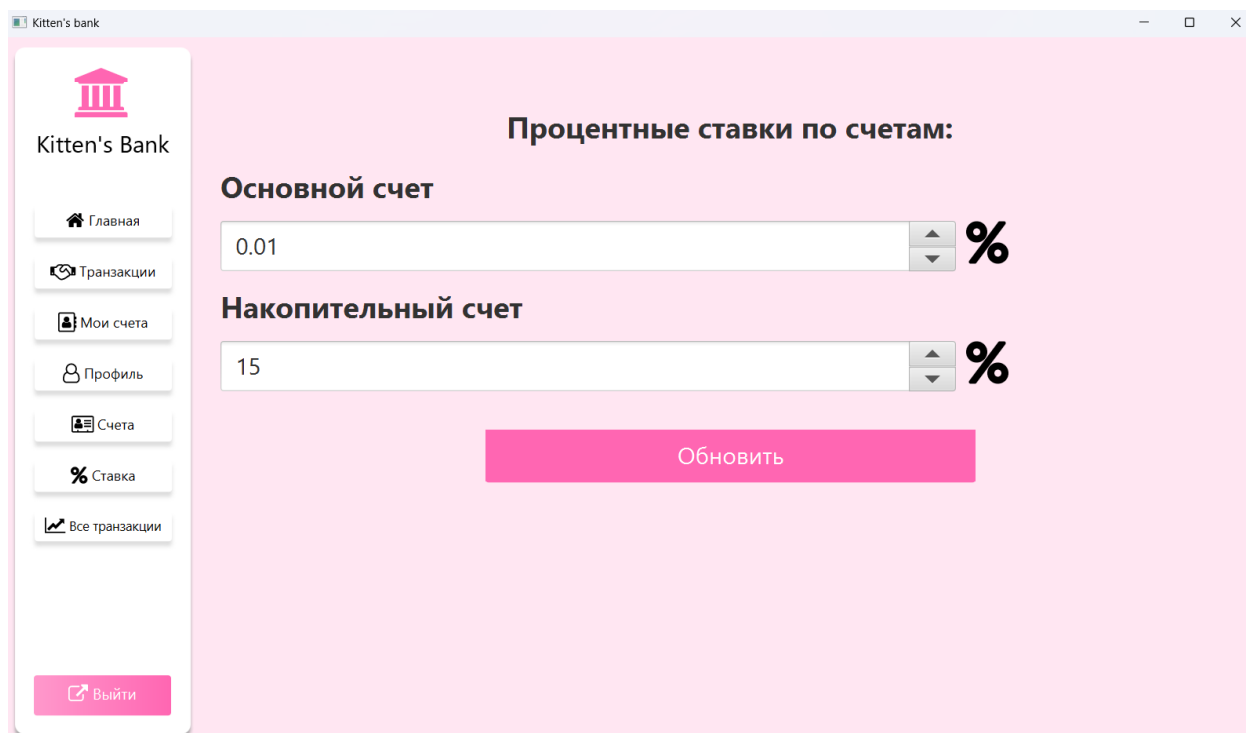 Kitten's bank
Kitten's Bank
Главная
Транзакции
Мои счета
Профиль
Счета
% Ставка
Все транзакции
Выйти
Процентные ставки по счетам:
Основной счет
0.01 %
Накопительный счет
15 %
Обновить